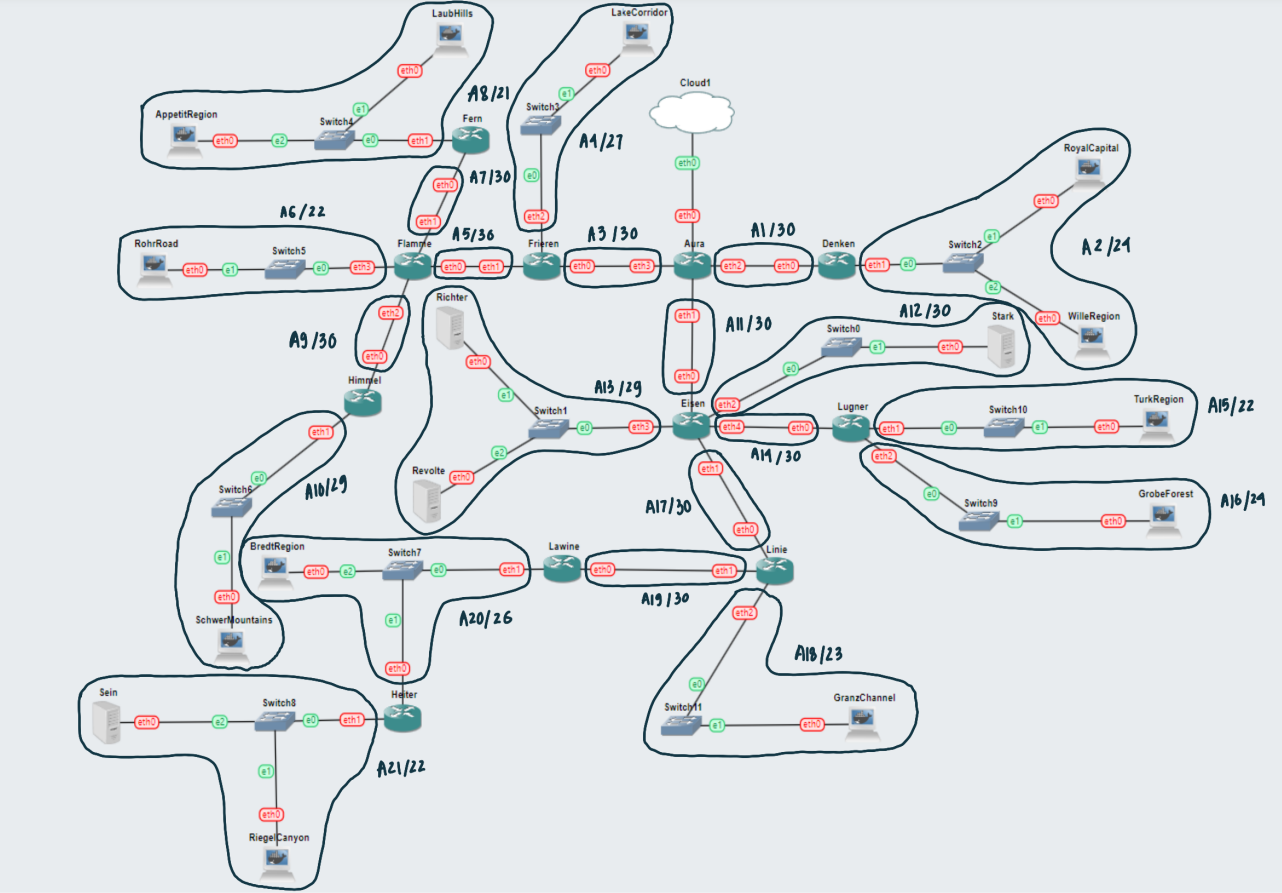 LaubHills
LakeCorridor
eth0
eth0
Cloud1
A8/21
e1
Switch3
e1
AppetitRegion
Switch4
Fern
eth0
e2
e0
eth1
A4/27
RoyalCapital
eth0
e0
eth0
A7/30
eth0
A6/22
eth1
eth2
eth0
A5/30
A3/30
A1/30
e1
RohrRoad
Switch5
Flamme
Frieren
Aura
Denken
Switch2
A2/24
eth0
e1
e0
eth3
eth0
eth1
eth0
eth3
eth2
eth0
eth1
e0
e2
Richter
A12/30
Stark
A9/30
eth2
A11/30
eth1
Switch0
eth0
WilleRegion
eth0
eth0
e0
e1
eth0
Himmel
A13/29
eth0
e1
eth2
Eisen
Lugner
Switch10
TurkRegion
A15/22
eth1
Switch1
e0
eth3
eth4
eth0
eth1
e0
e1
eth0
A14/30
e2
eth2
Revolte
eth0
e0
eth1
Switch6
A10/29
A17/30
e0
Switch9
GrobeForest
A16/24
e1
eth0
eth0
BredtRegion
Switch7
Lawine
Linie
e1
eth0
e2
e0
eth1
eth0
eth1
eth0
A19/30
SchwerMountains
e1
A20/26
eth2
eth0
A18/23
Sein
Switch8
Heiter
e0
eth0
e2
e0
eth1
Switch11
GranzChannel
e1
eth0
A21/22
e1
eth0
RiegelCanyon